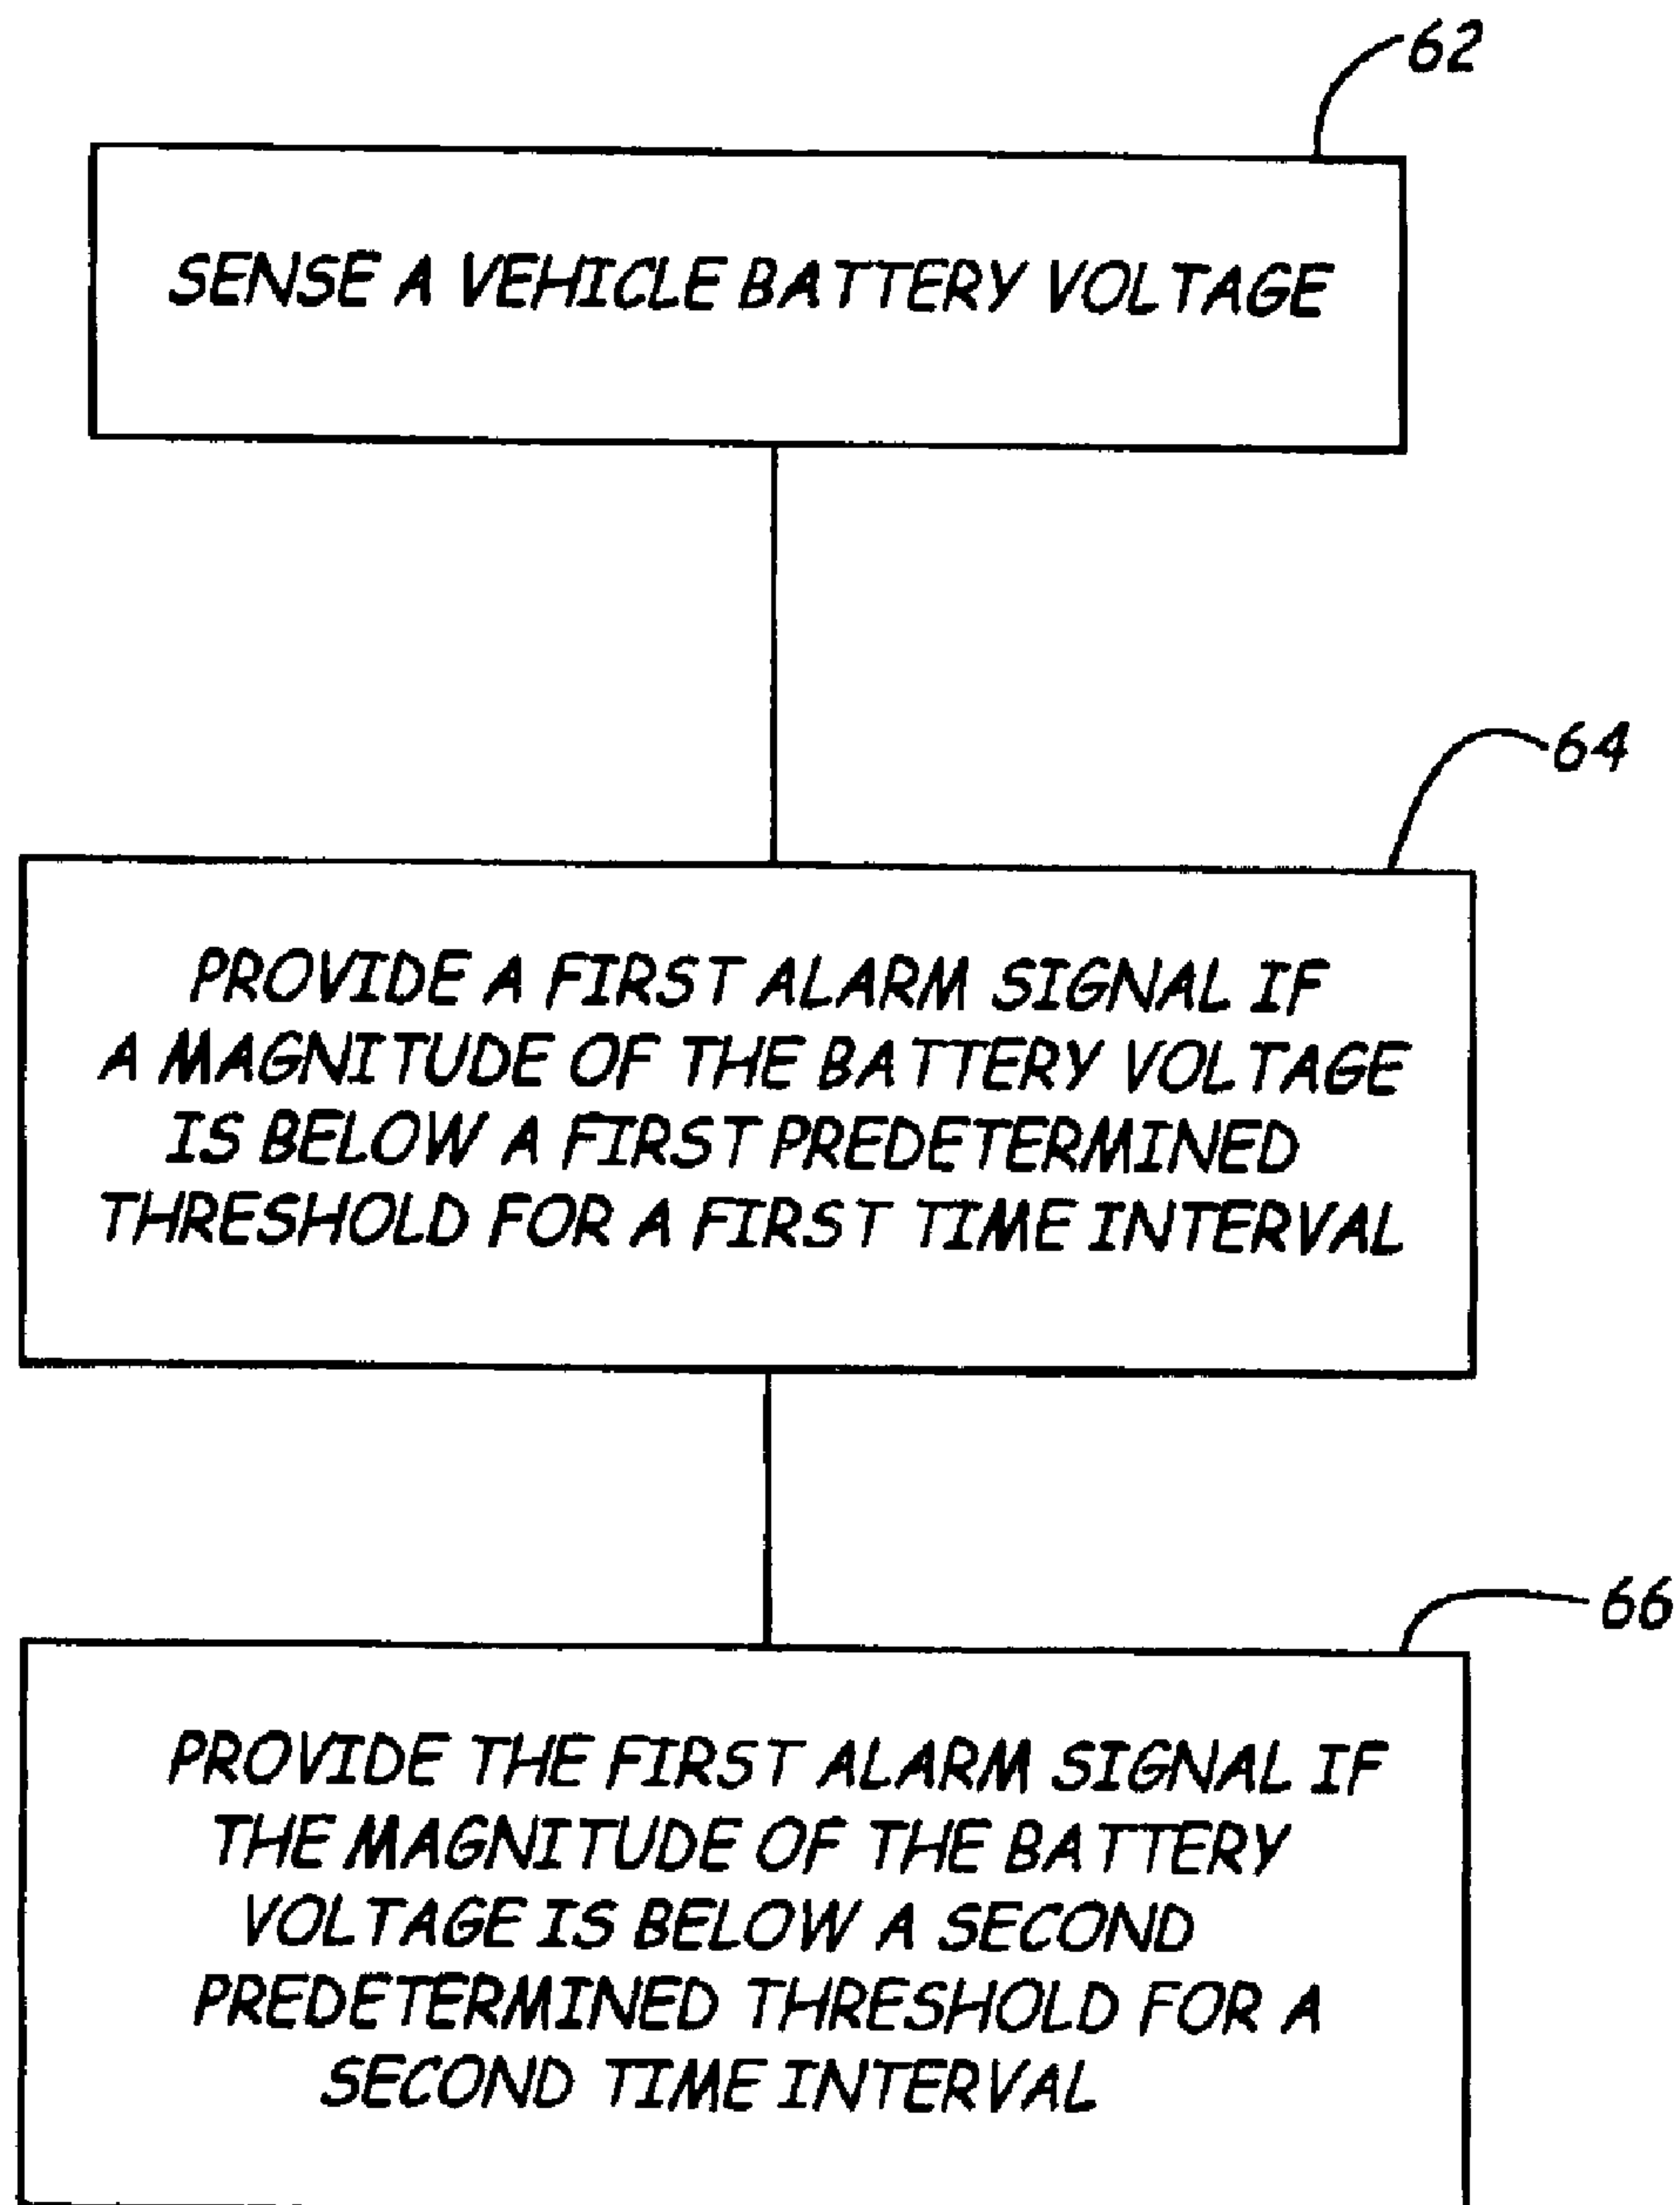 62
SENSE A VEHICLE BATTERY VOLTAGE
64
PROVIDE A FIRST ALARM SIGNAL IF
A MAGNITUDE OF THE BATTERY VOLTAGE
IS BELOW A FIRST PREDETERMINED
THRESHOLD FOR A FIRST TIME INTERVAL
66
PROVIDE THE FIRST ALARM SIGNAL IF
THE MAGNITUDE OF THE BATTERY
VOLTAGE IS BELOW A SECOND
PREDETERMINED THRESHOLD FOR A
SECOND TIME INTERVAL